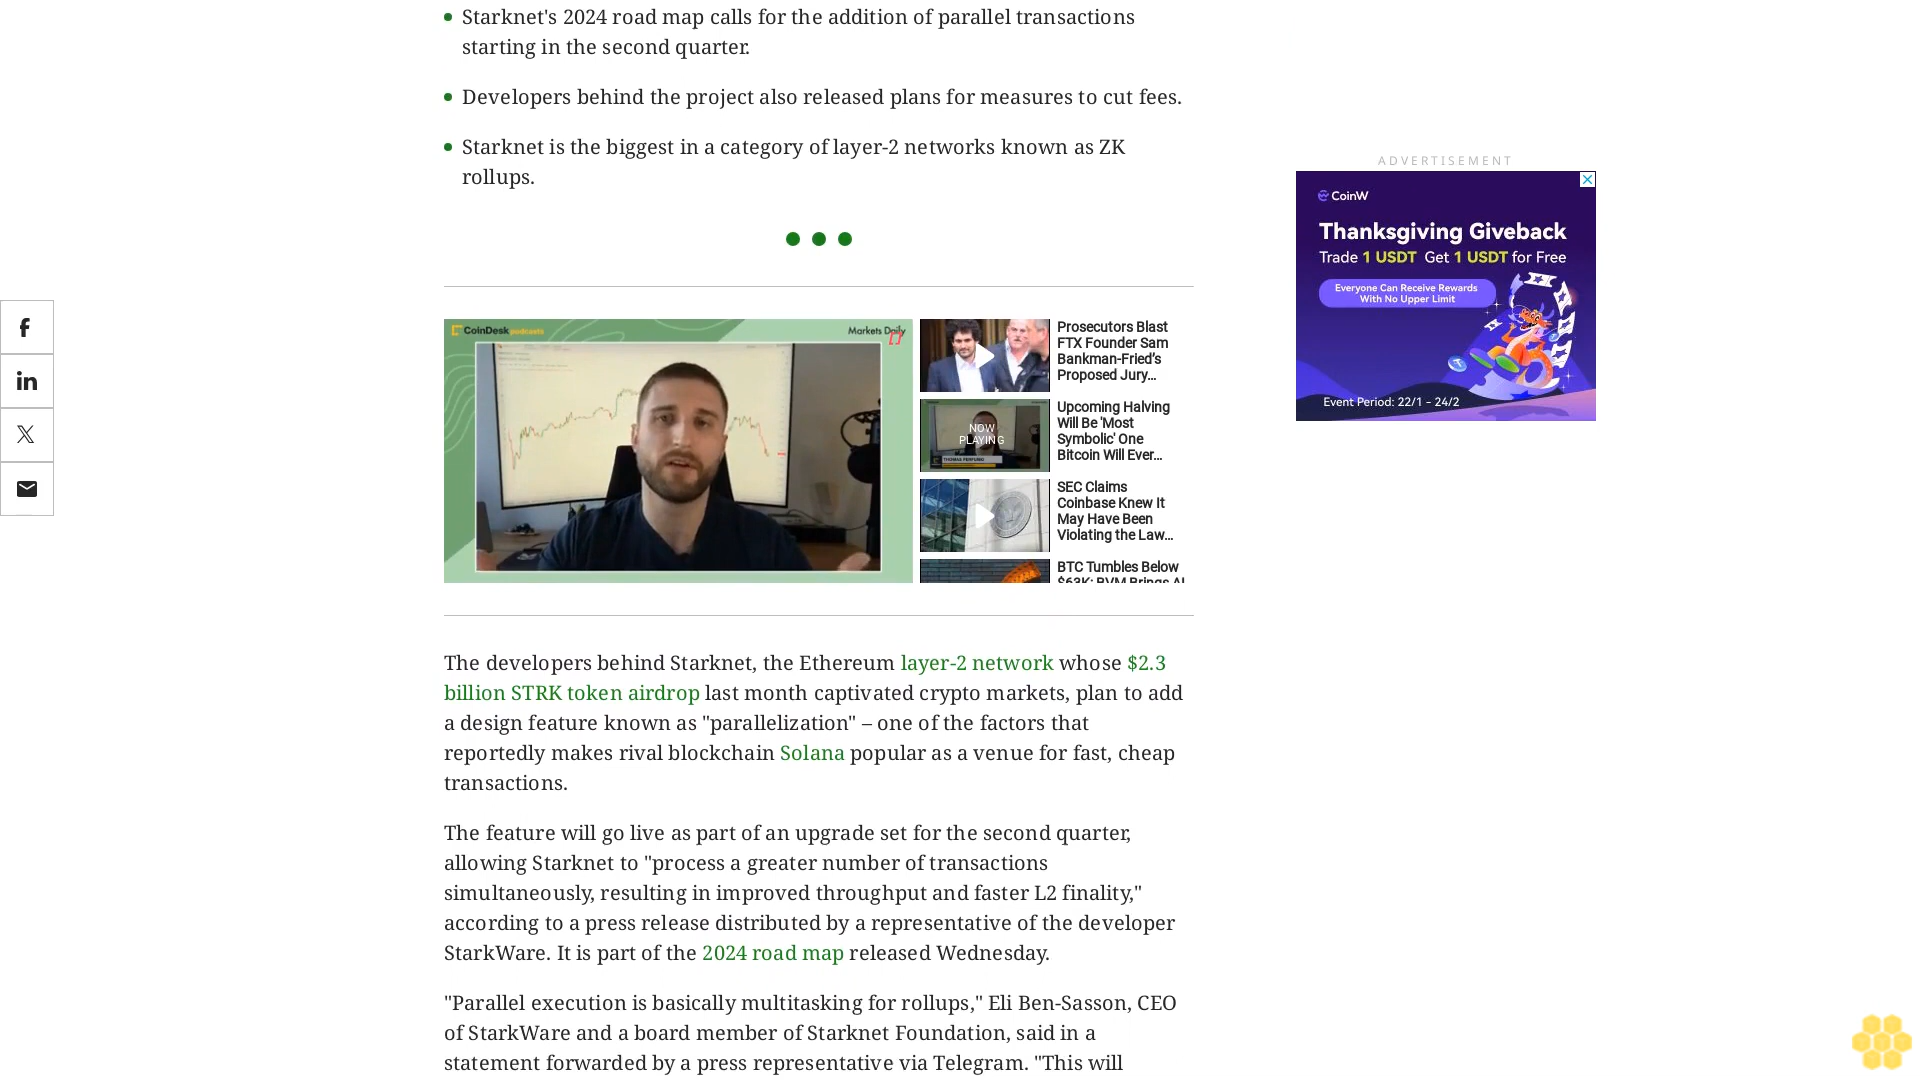 Starknet's 2024 road map calls for the addition of parallel transactions
starting in the second quarter.
Developers behind the project also released plans for measures to cut fees.
Starknet is the biggest in a category of layer-2 networks known as ZK
rollups.
ADVERTISEMENT
CoinW
Thanksgiving Giveback
Trade 1 USDT Get 1 USDT for Free
Everyone Can Receive Rewards
With No Upper Limit
Event Period: 22/1 - 24/2
CoinDesk podcasts
Markets Daily
Prosecutors Blast
FTX Founder Sam
Bankman-Fried's
Proposed Jury...
NOW
PLAYING
Upcoming Halving
Will Be 'Most
Symbolic' One
Bitcoin Will Ever...
SEC Claims
Coinbase Knew It
May Have Been
Violating the Law...
BTC Tumbles Below
$63K; BVM Brings AI
The developers behind Starknet, the Ethereum layer-2 network whose $2.3
billion STRK token airdrop last month captivated crypto markets, plan to add
a design feature known as "parallelization" – one of the factors that
reportedly makes rival blockchain Solana popular as a venue for fast, cheap
transactions.
The feature will go live as part of an upgrade set for the second quarter,
allowing Starknet to "process a greater number of transactions
simultaneously, resulting in improved throughput and faster L2 finality,"
according to a press release distributed by a representative of the developer
StarkWare. It is part of the 2024 road map released Wednesday.
"Parallel execution is basically multitasking for rollups," Eli Ben-Sasson, CEO
of StarkWare and a board member of Starknet Foundation, said in a
statement forwarded by a press representative via Telegram. "This will